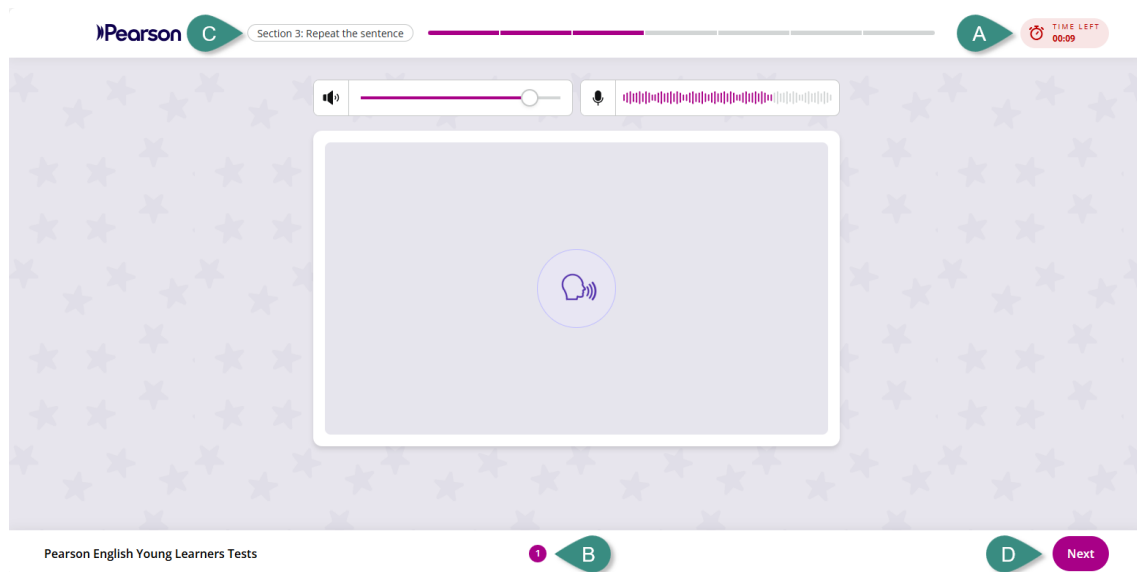 Pearson
C
Section 3: Repeat the sentence
A
TIME LEFT
00:09
Pearson English Young Learners Tests
1
B
D
Next